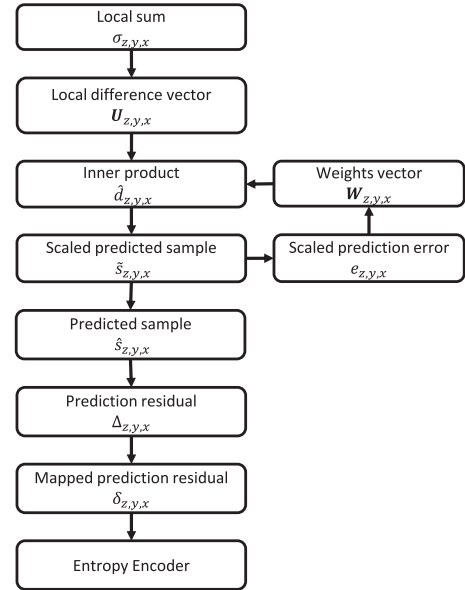 Local sum
σz,y,x
Local difference vector
Uz,y,x
Inner product
d̂z,y,x
Weights vector
Wz,y,x
Scaled predicted sample
s̃z,y,x
Scaled prediction error
ez,y,x
Predicted sample
ŝz,y,x
Prediction residual
Δz,y,x
Mapped prediction residual
δz,y,x
Entropy Encoder